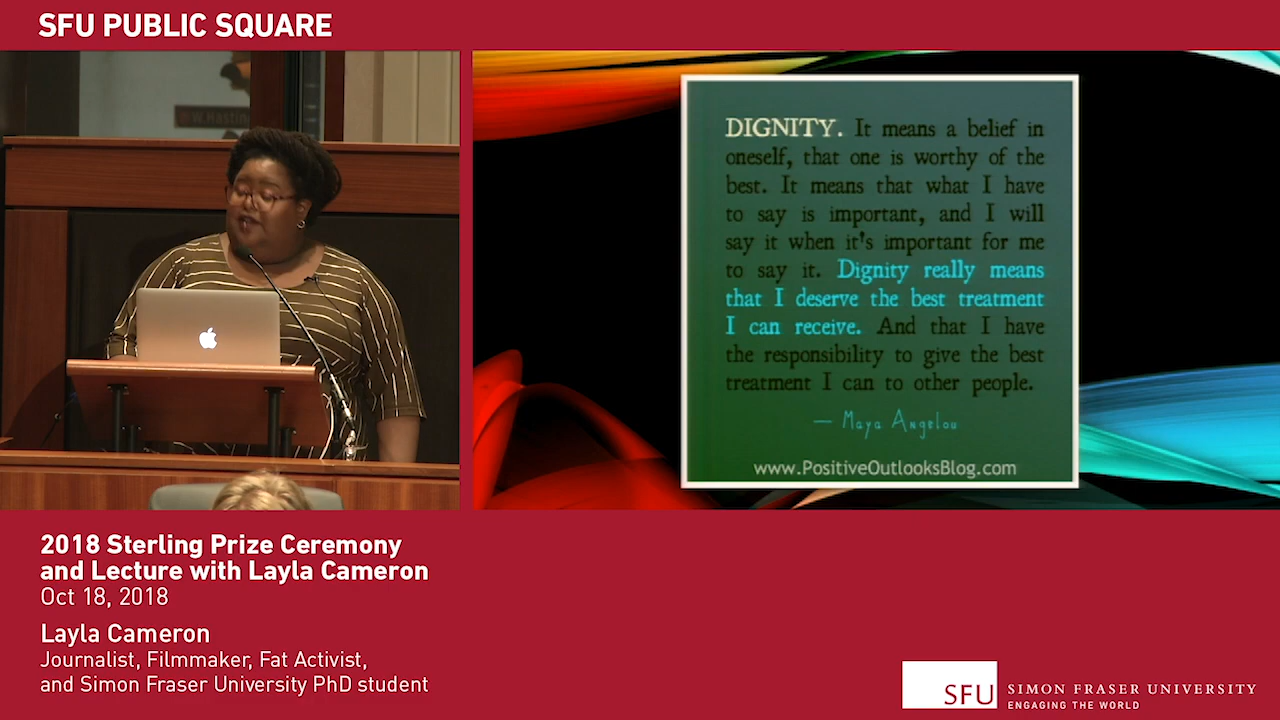 SFU PUBLIC SQUARE
W.Hastin
DIGNITY. It means a belief in
oneself, that one is worthy of the
best. It means that what I have
to say is important, and I will
say it when it's important for me
to say it. Dignity really means
that I deserve the best treatment
I can receive. And that I have
the responsibility to give the best
treatment I can to other people.
— Maya Angelou
www.PositiveOutlooksBlog.com
2018 Sterling Prize Ceremony
and Lecture with Layla Cameron
Oct 18, 2018
Layla Cameron
Journalist, Filmmaker, Fat Activist,
and Simon Fraser University PhD student
SFU SIMON FRASER UNIVERSITY
ENGAGING THE WORLD